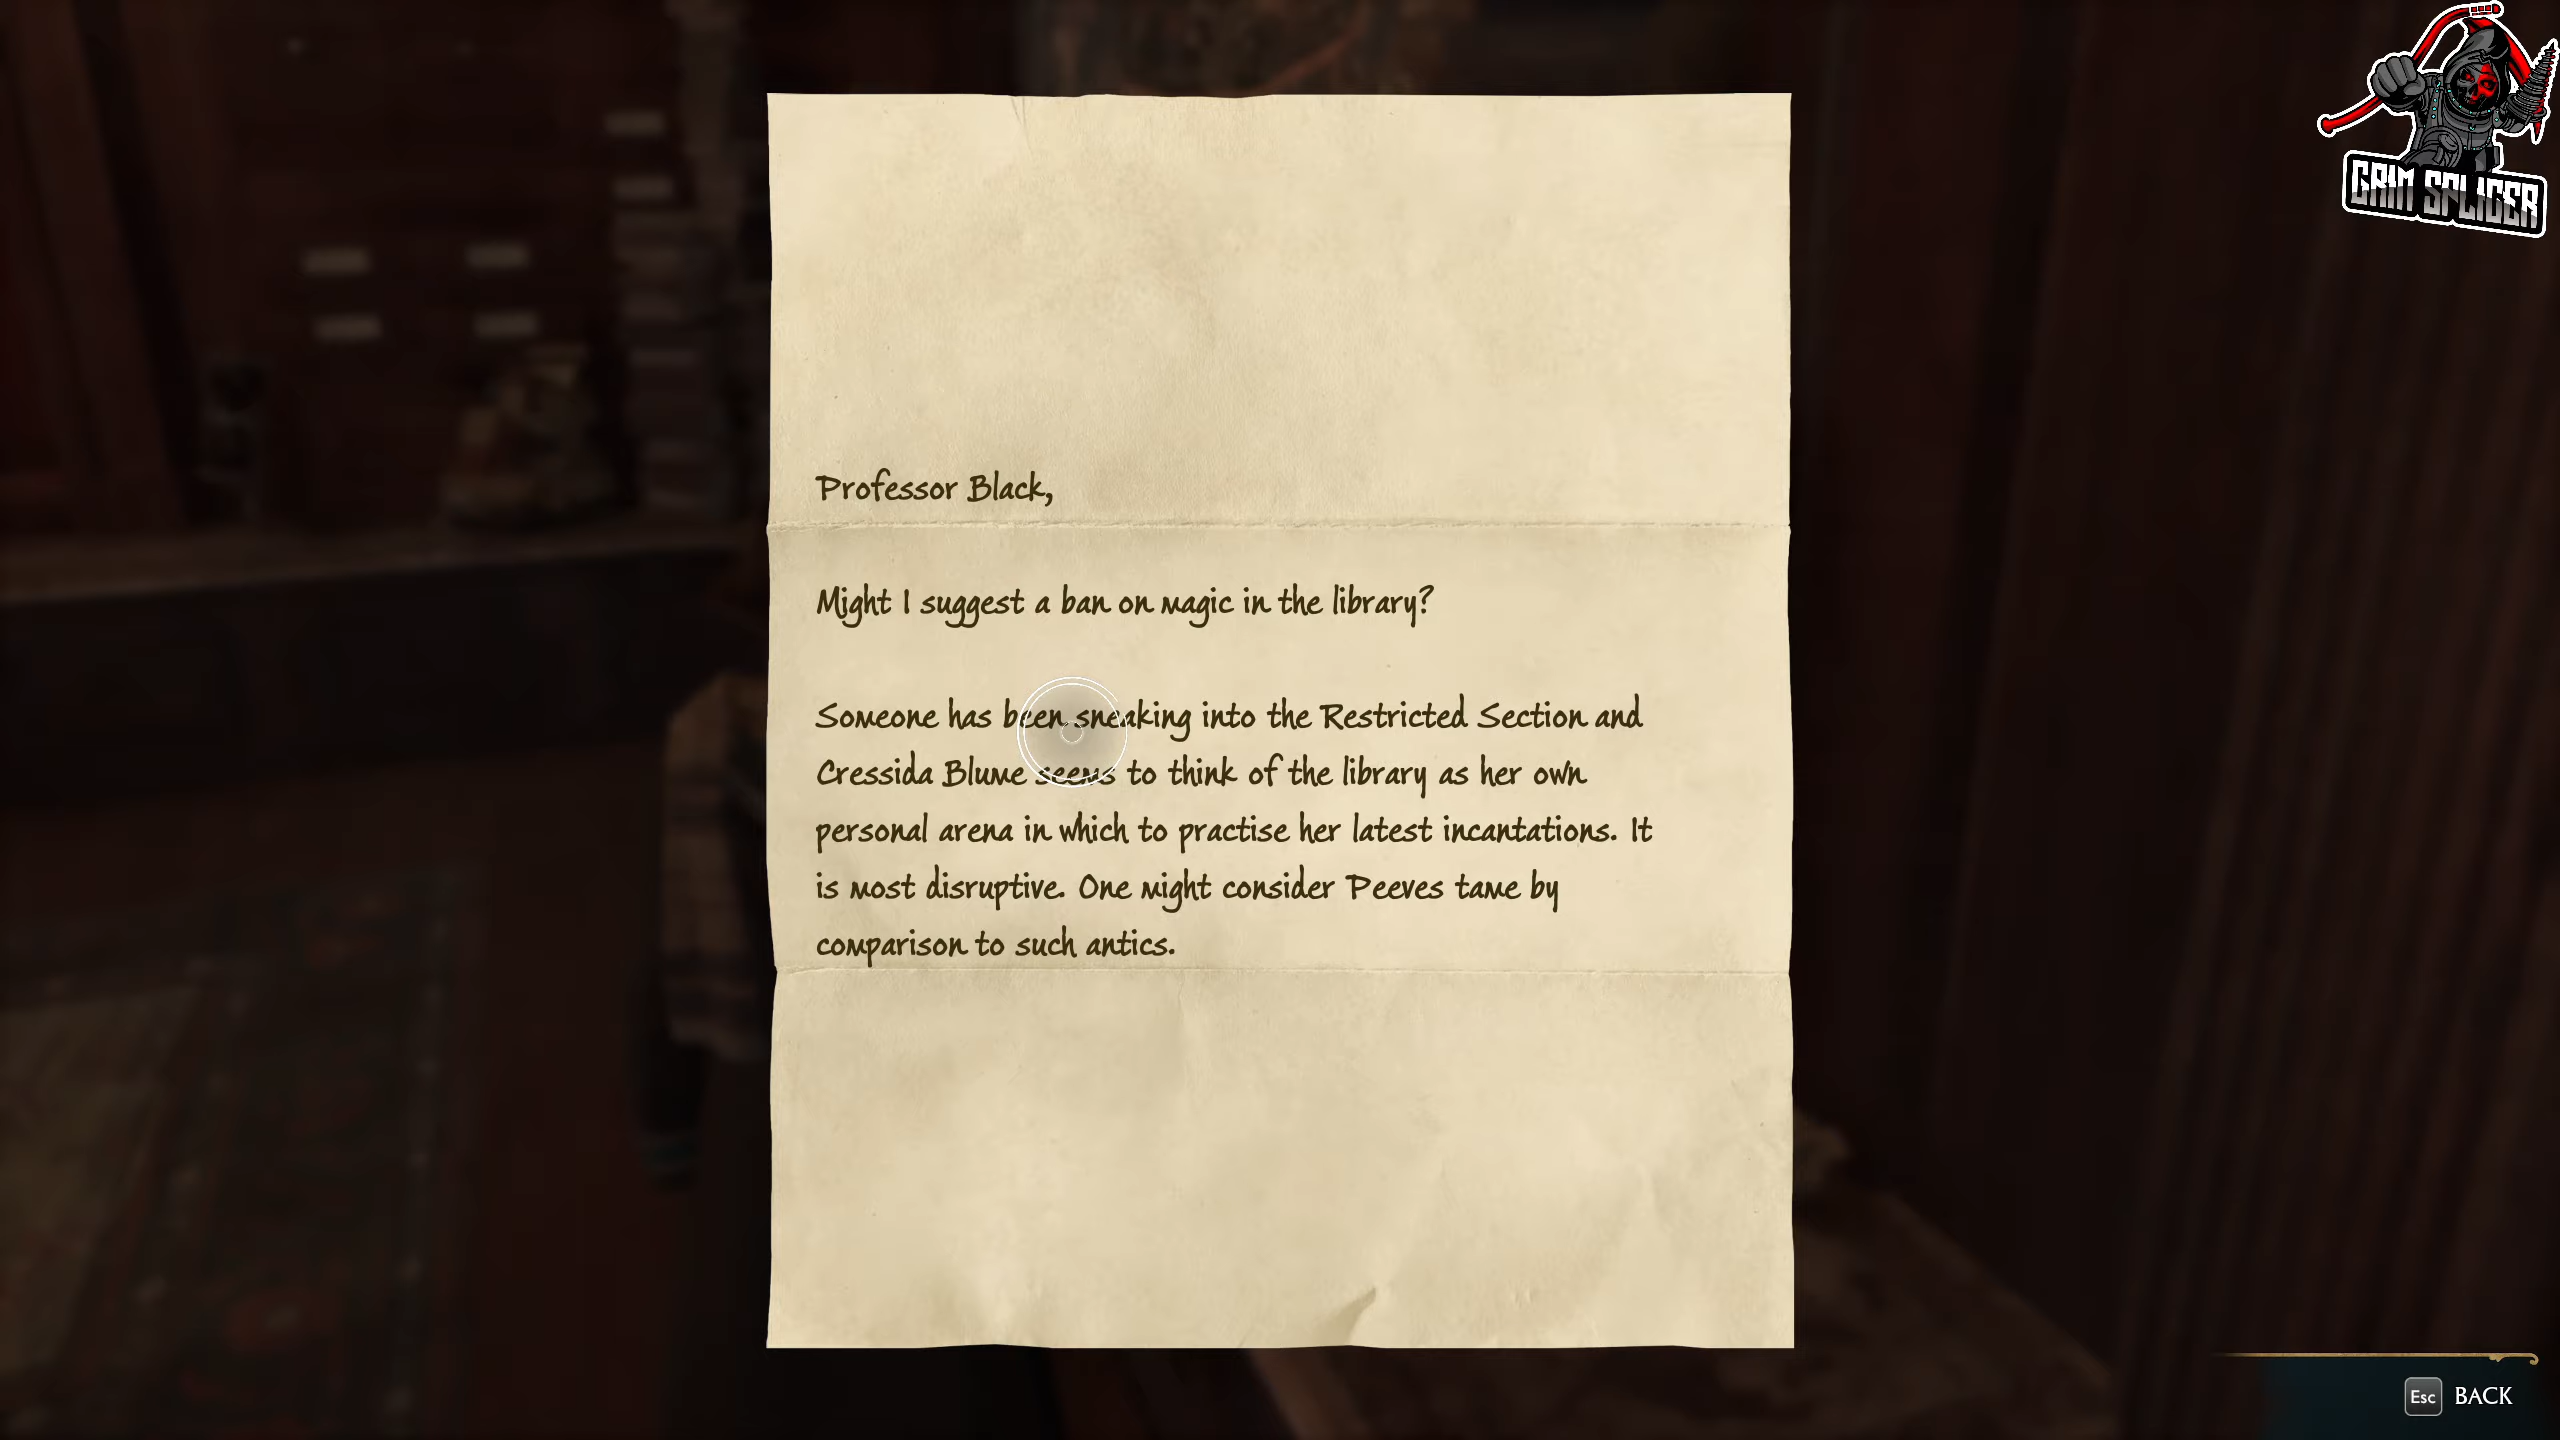 GRIM SPLICER
Professor Black,
Might I suggest a ban on magic in the library?
Someone has been sneaking into the Restricted Section and
Cressida Blume seems to think of the library as her own
personal arena in which to practise her latest incantations. It
is most disruptive. One might consider Peeves tame by
comparison to such antics.
Esc BACK